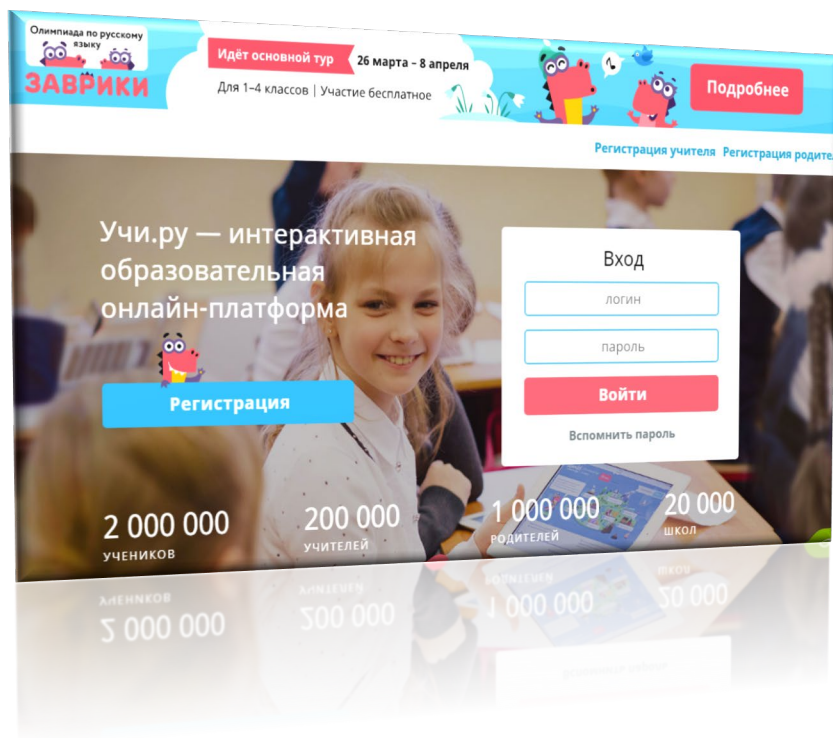 Олимпиада по русскому
языку
ЗАВРИКИ
Идёт основной тур 26 марта – 8 апреля
Для 1–4 классов | Участие бесплатное
Подробнее
Регистрация учителя Регистрация родите
Учи.ру — интерактивная
образовательная
онлайн-платформа
Регистрация
Вход
логин
пароль
Войти
Вспомнить пароль
2 000 000
УЧЕНИКОВ
200 000
УЧИТЕЛЕЙ
1 000 000
РОДИТЕЛЕЙ
20 000
ШКОЛ